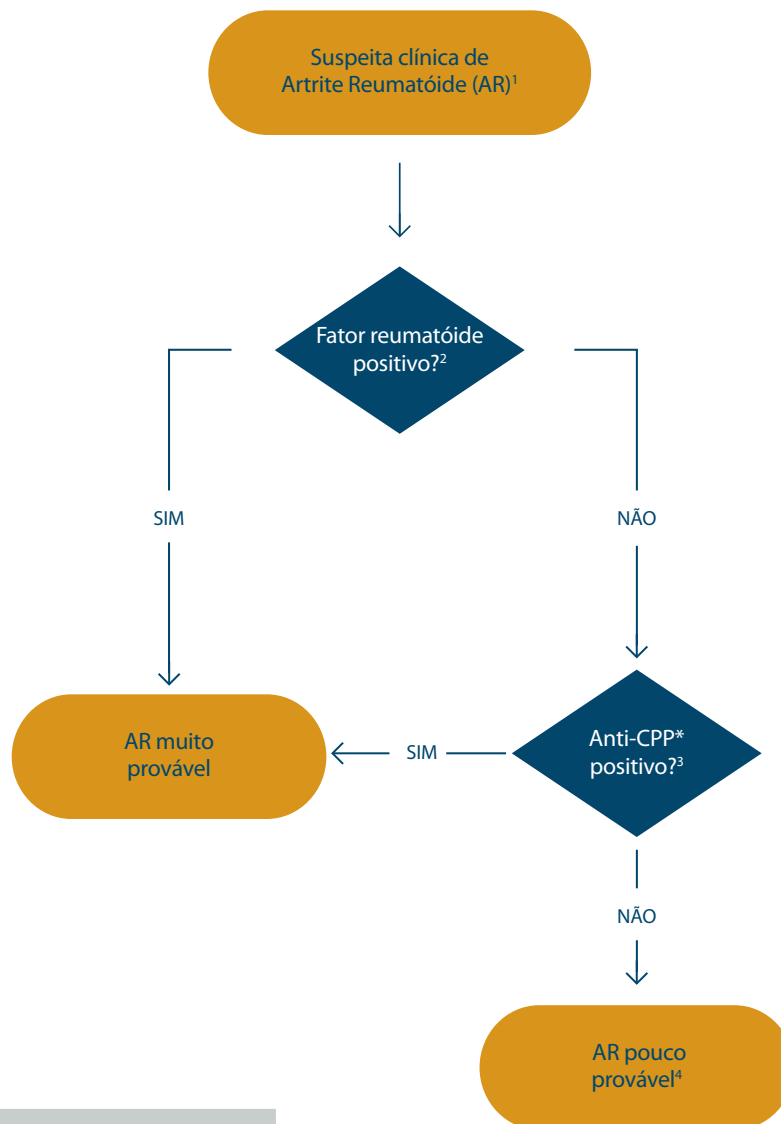 Suspeita clínica de
Artrite Reumatóide (AR)¹
Fator reumatóide
positivo?²
SIM
NÃO
AR muito
provável
SIM
Anti-CPP*
positivo?³
NÃO
AR pouco
provável⁴